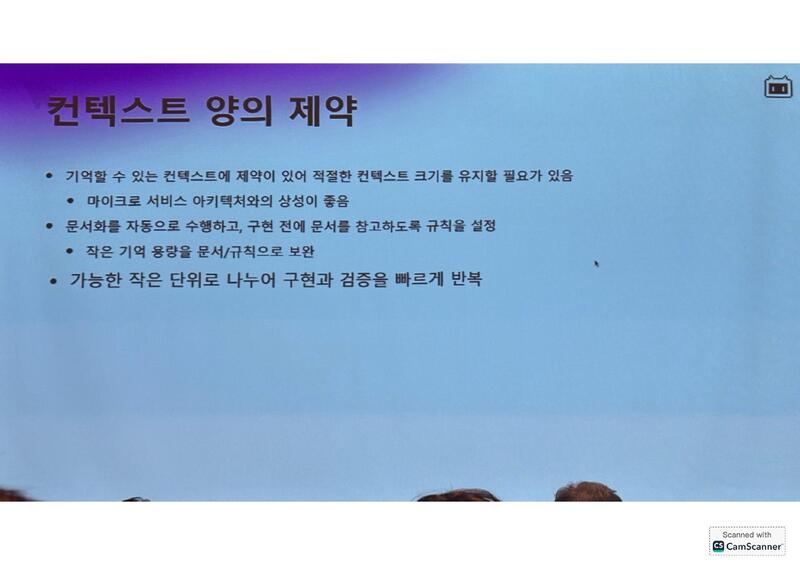 컨텍스트 양의 제약
• 기억할 수 있는 컨텍스트에 제약이 있어 적절한 컨텍스트 크기를 유지할 필요가 있음
• 마이크로 서비스 아키텍처와의 상성이 좋음
• 문서화를 자동으로 수행하고, 구현 전에 문서를 참고하도록 규칙을 설정
• 작은 기억 용량을 문서/규칙으로 보완
• 가능한 작은 단위로 나누어 구현과 검증을 빠르게 반복
Scanned with
CS CamScanner